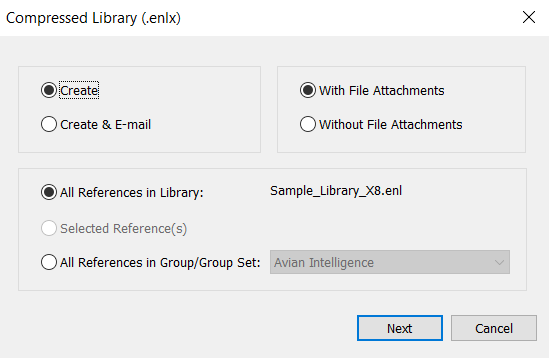 Compressed Library (.enlx)
Create
Create & E-mail
With File Attachments
Without File Attachments
All References in Library: Sample_Library_X8.enl
Selected Reference(s)
All References in Group/Group Set: Avian Intelligence
Next Cancel